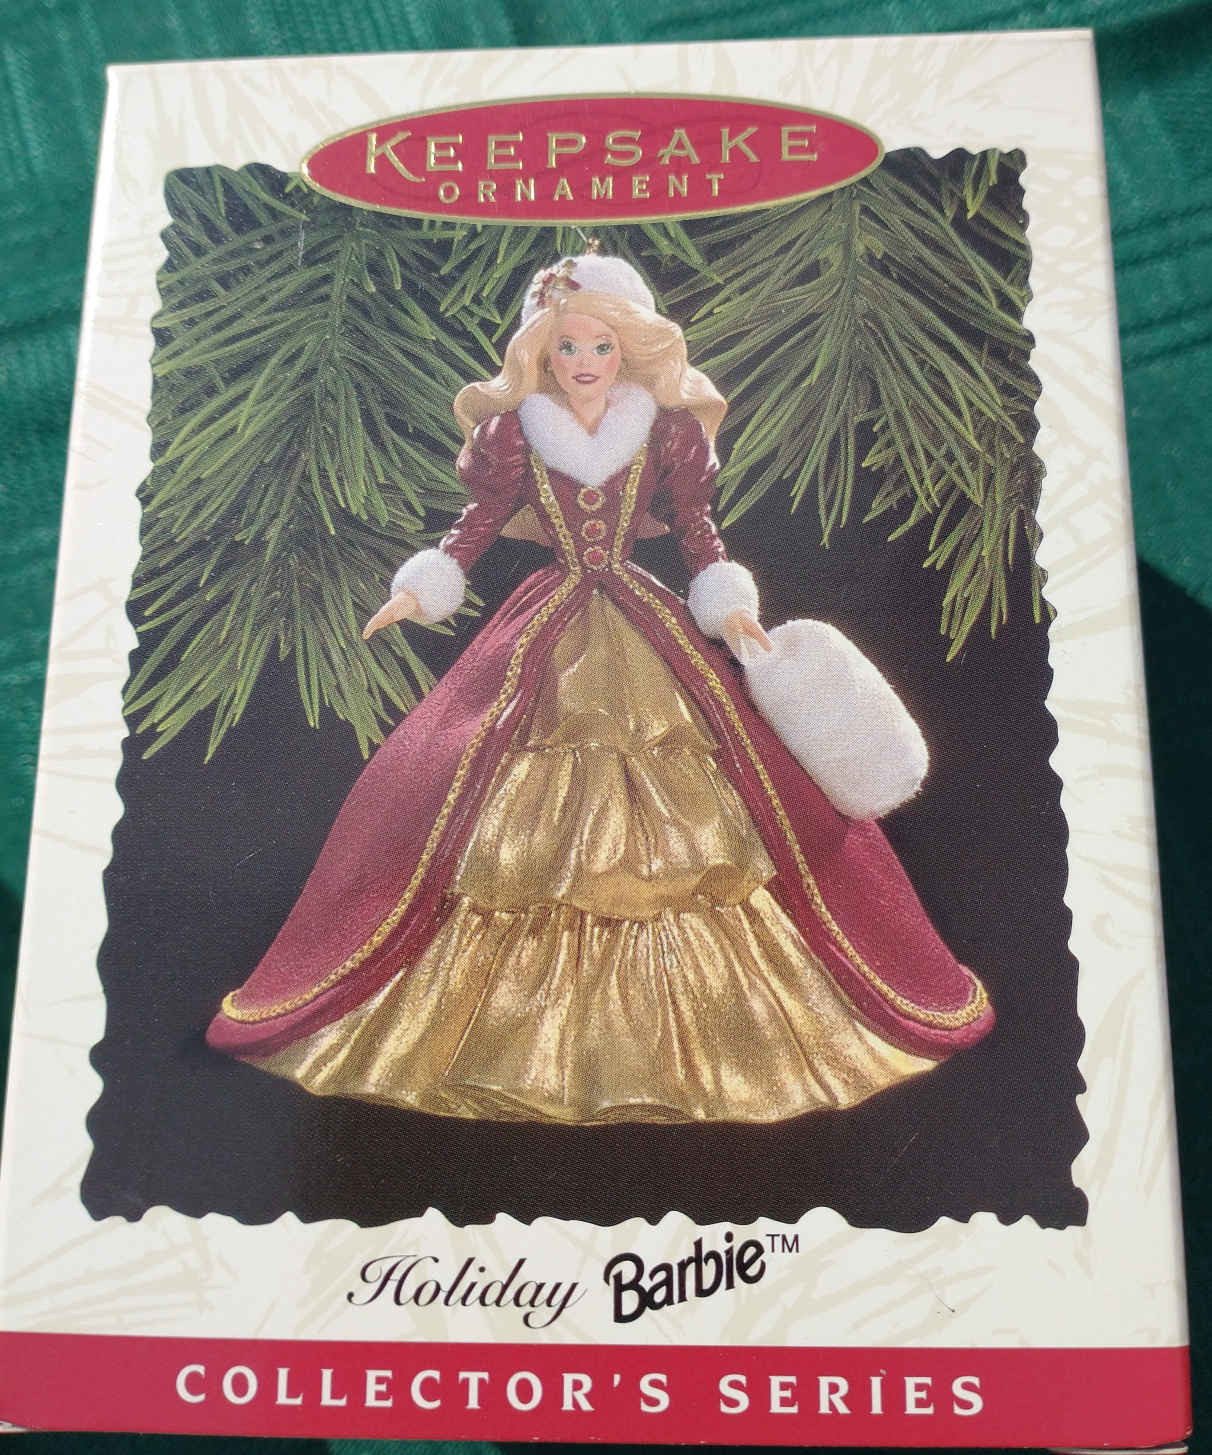 KEEPSAKE
ORNAMENT
Holiday Barbie™
COLLECTOR'S SERIES